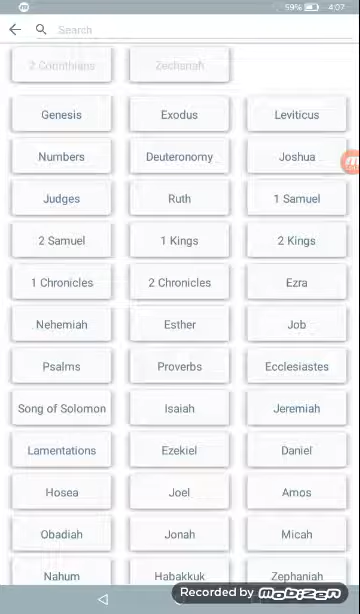 59% 4:07
Search
2 Corinthians Zechariah
Genesis Exodus Leviticus
Numbers Deuteronomy Joshua
Judges Ruth 1 Samuel
2 Samuel 1 Kings 2 Kings
1 Chronicles 2 Chronicles Ezra
Nehemiah Esther Job
Psalms Proverbs Ecclesiastes
Song of Solomon Isaiah Jeremiah
Lamentations Ezekiel Daniel
Hosea Joel Amos
Obadiah Jonah Micah
Nahum Habakkuk Zephaniah
Recorded by mobizen